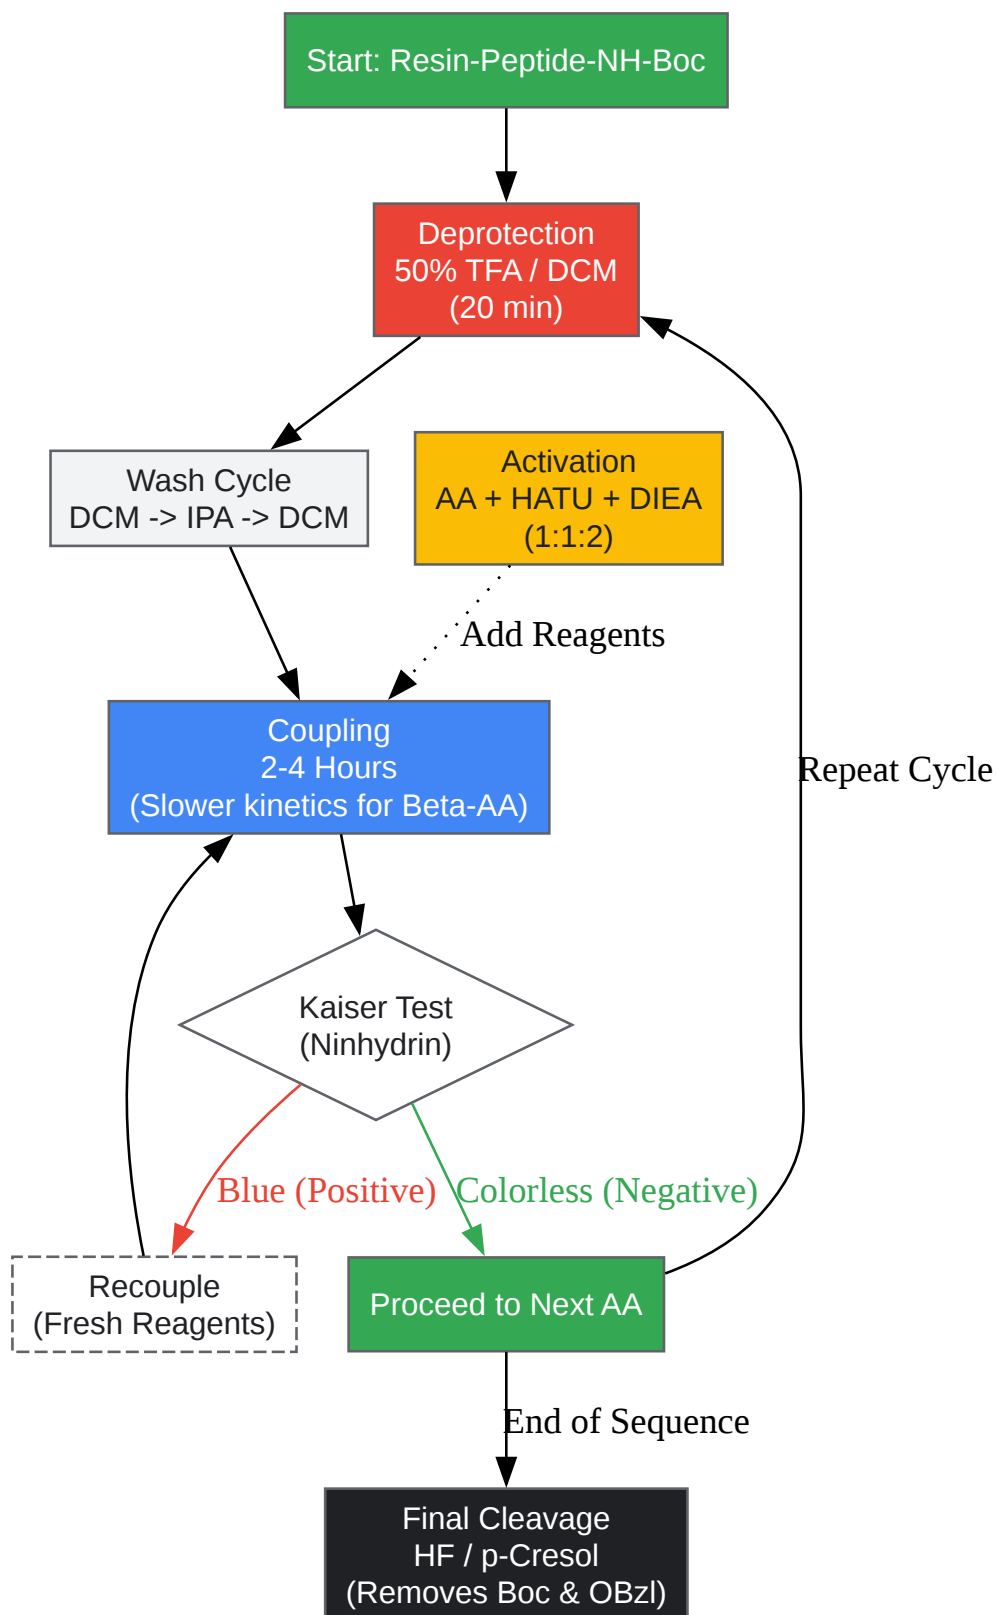 Start: Resin-Peptide-NH-Boc
Deprotection
50% TFA / DCM
(20 min)
Wash Cycle
DCM -> IPA -> DCM
Activation
AA + HATU + DIEA
(1:1:2)
Add Reagents
Coupling
2-4 Hours
(Slower kinetics for Beta-AA)
Repeat Cycle
Kaiser Test
(Ninhydrin)
Blue (Positive)
Colorless (Negative)
Recouple
(Fresh Reagents)
Proceed to Next AA
End of Sequence
Final Cleavage
HF / p-Cresol
(Removes Boc & OBzl)